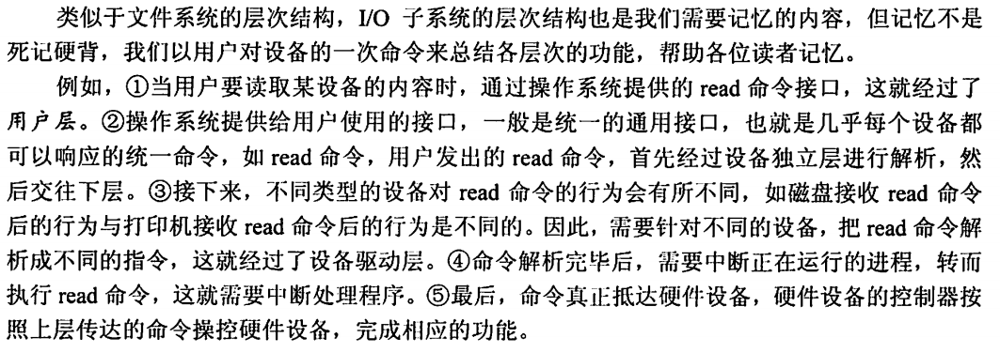 类似于文件系统的层次结构，I/O 子系统的层次结构也是我们需要记忆的内容，但记忆不是
死记硬背，我们以用户对设备的一次命令来总结各层次的功能，帮助各位读者记忆。
例如，①当用户要读取某设备的内容时，通过操作系统提供的 read 命令接口，这就经过了
用户层。②操作系统提供给用户使用的接口，一般是统一的通用接口，也就是几乎每个设备都
可以响应的统一命令，如 read 命令，用户发出的 read 命令，首先经过设备独立层进行解析，然
后交往下层。③接下来，不同类型的设备对 read 命令的行为会有所不同，如磁盘接收 read 命令
后的行为与打印机接收 read 命令后的行为是不同的。因此，需要针对不同的设备，把 read 命令解
析成不同的指令，这就经过了设备驱动层。④命令解析完毕后，需要中断正在运行的进程，转而
执行 read 命令，这就需要中断处理程序。⑤最后，命令真正抵达硬件设备，硬件设备的控制器按
照上层传达的命令操控硬件设备，完成相应的功能。